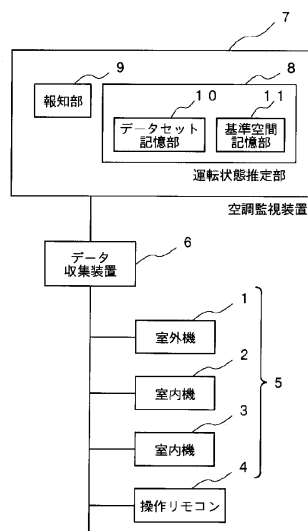 7
9
8
報知部
10
11
データセット
記憶部
基準空間
記憶部
運転状態推定部
空調監視装置
データ
収集装置
6
1
室外機
2
室内機
5
3
室内機
4
操作リモコン